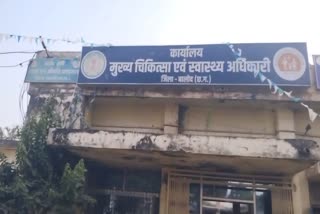 कार्यालय
मुख्य चिकित्सा एवं स्वास्थ्य अधिकारी
जिला - बालोद (छ.ग.)